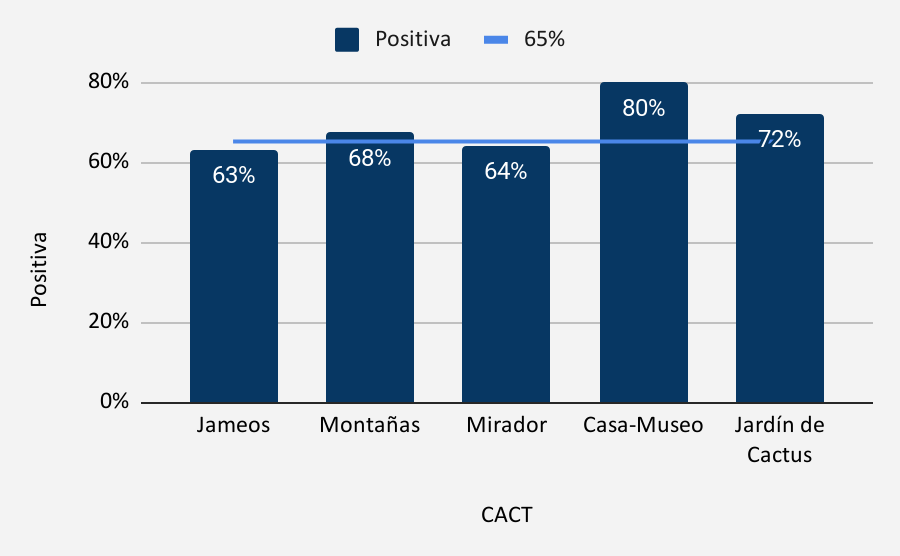 Positiva 65%
80%
60%
40%
20%
0%
Positiva
63%
68%
64%
80%
72%
Jameos
Montañas
Mirador
Casa-Museo
Jardín de
Cactus
CACT